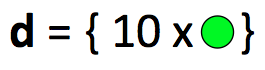 d = { 10 x }